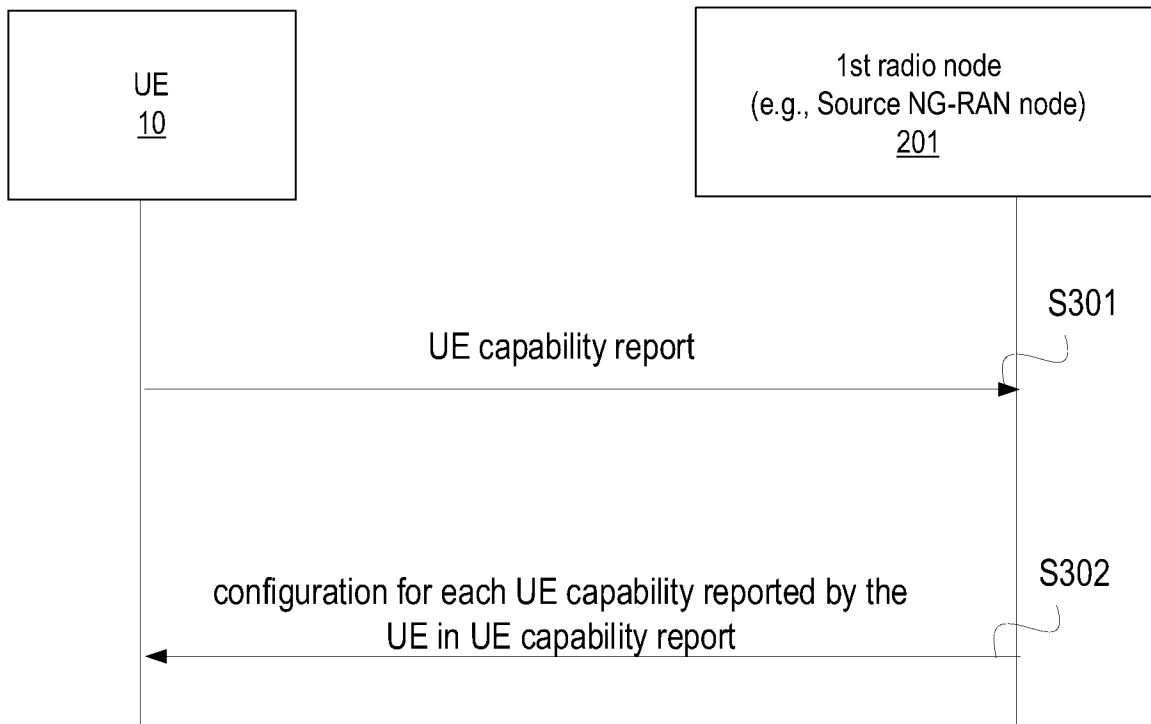 UE
10
1st radio node
(e.g., Source NG-RAN node)
201
S301
UE capability report
S302
configuration for each UE capability reported by the
UE in UE capability report